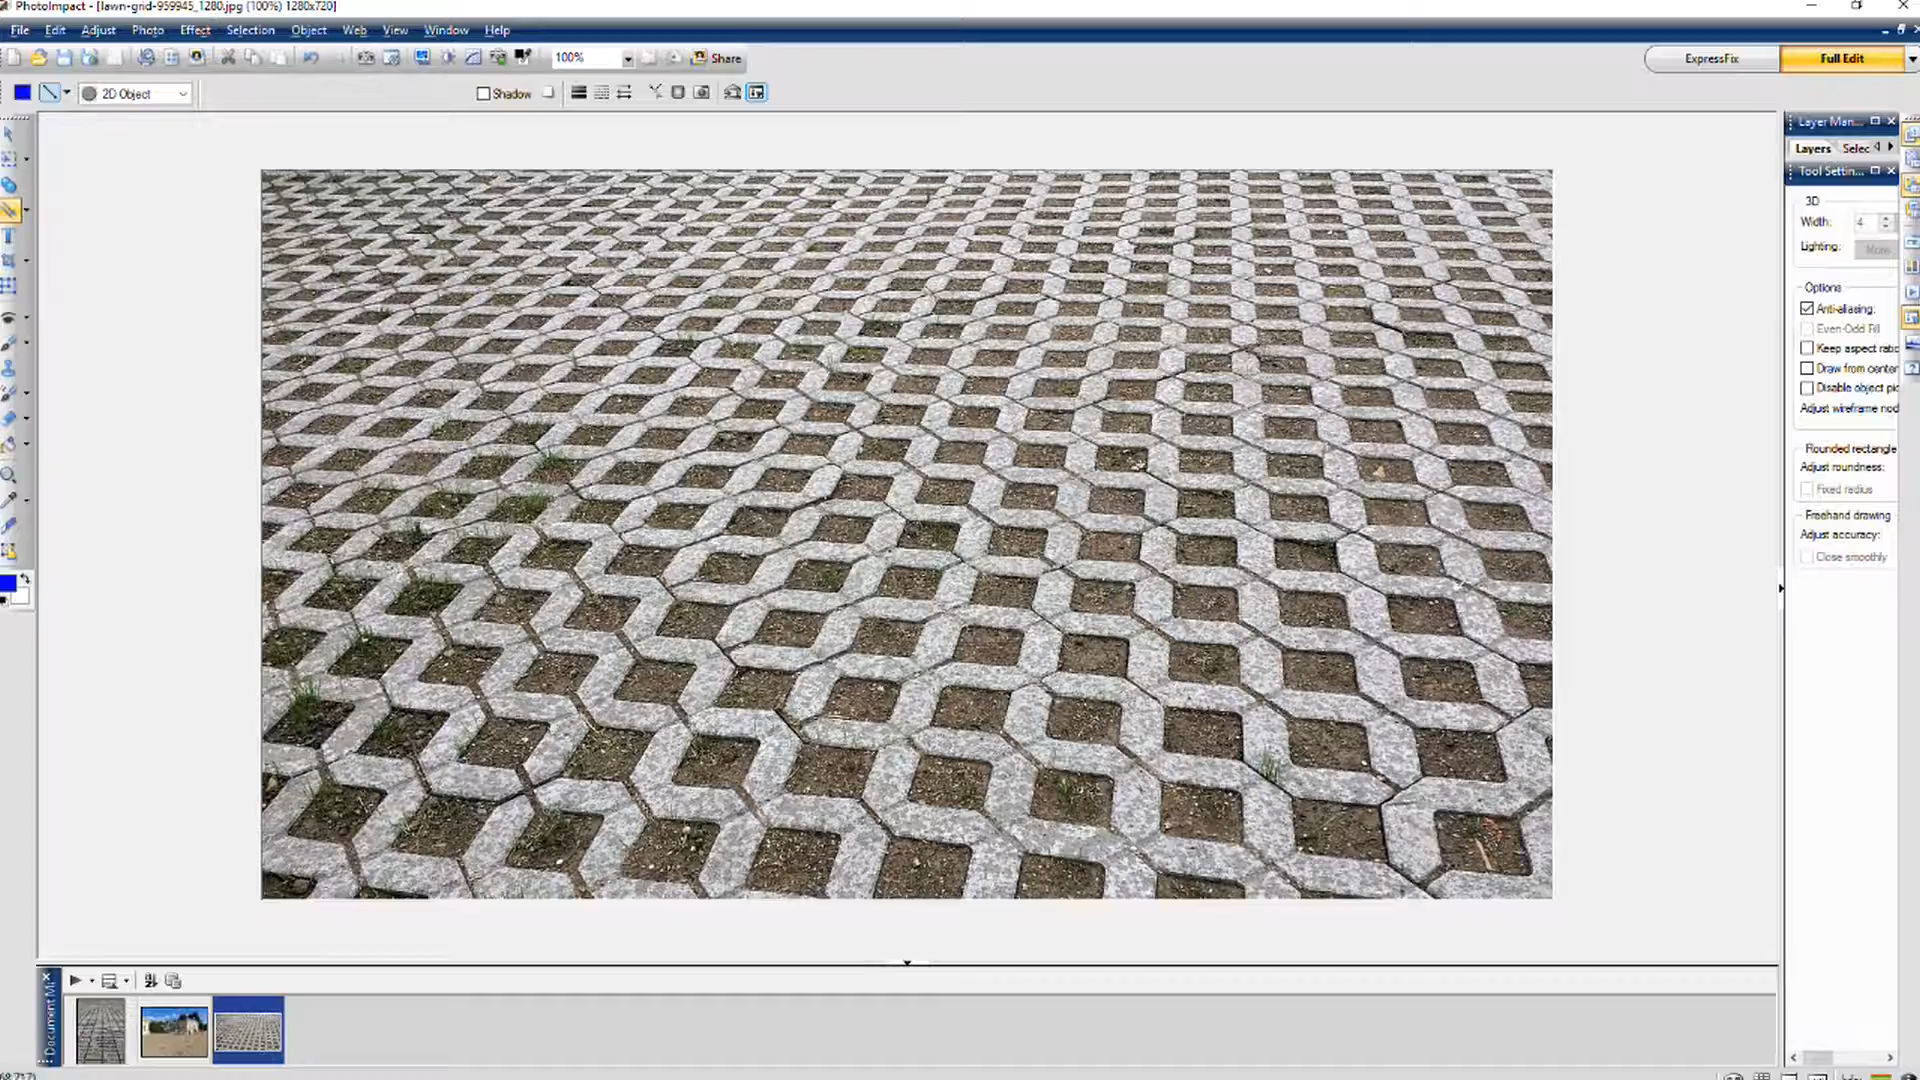 PhotoImpact - [lawn-grid-959945_1280.jpg (100%) 1280x720]
File Edit Adjust Photo Effect Selection Object Web View Window Help
100% Share ExpressFix Full Edit
2D Object Shadow
Layer Man...
Layers Selec
Tool Settin...
3D
Width: 4
Lighting: More
Options
Anti-aliasing:
Even-Odd Fill
Keep aspect ratio
Draw from center
Disable object pic
Adjust wireframe nod
Rounded rectangle
Adjust roundness:
Fixed radius
Freehand drawing
Adjust accuracy:
Close smoothly
Document Ma